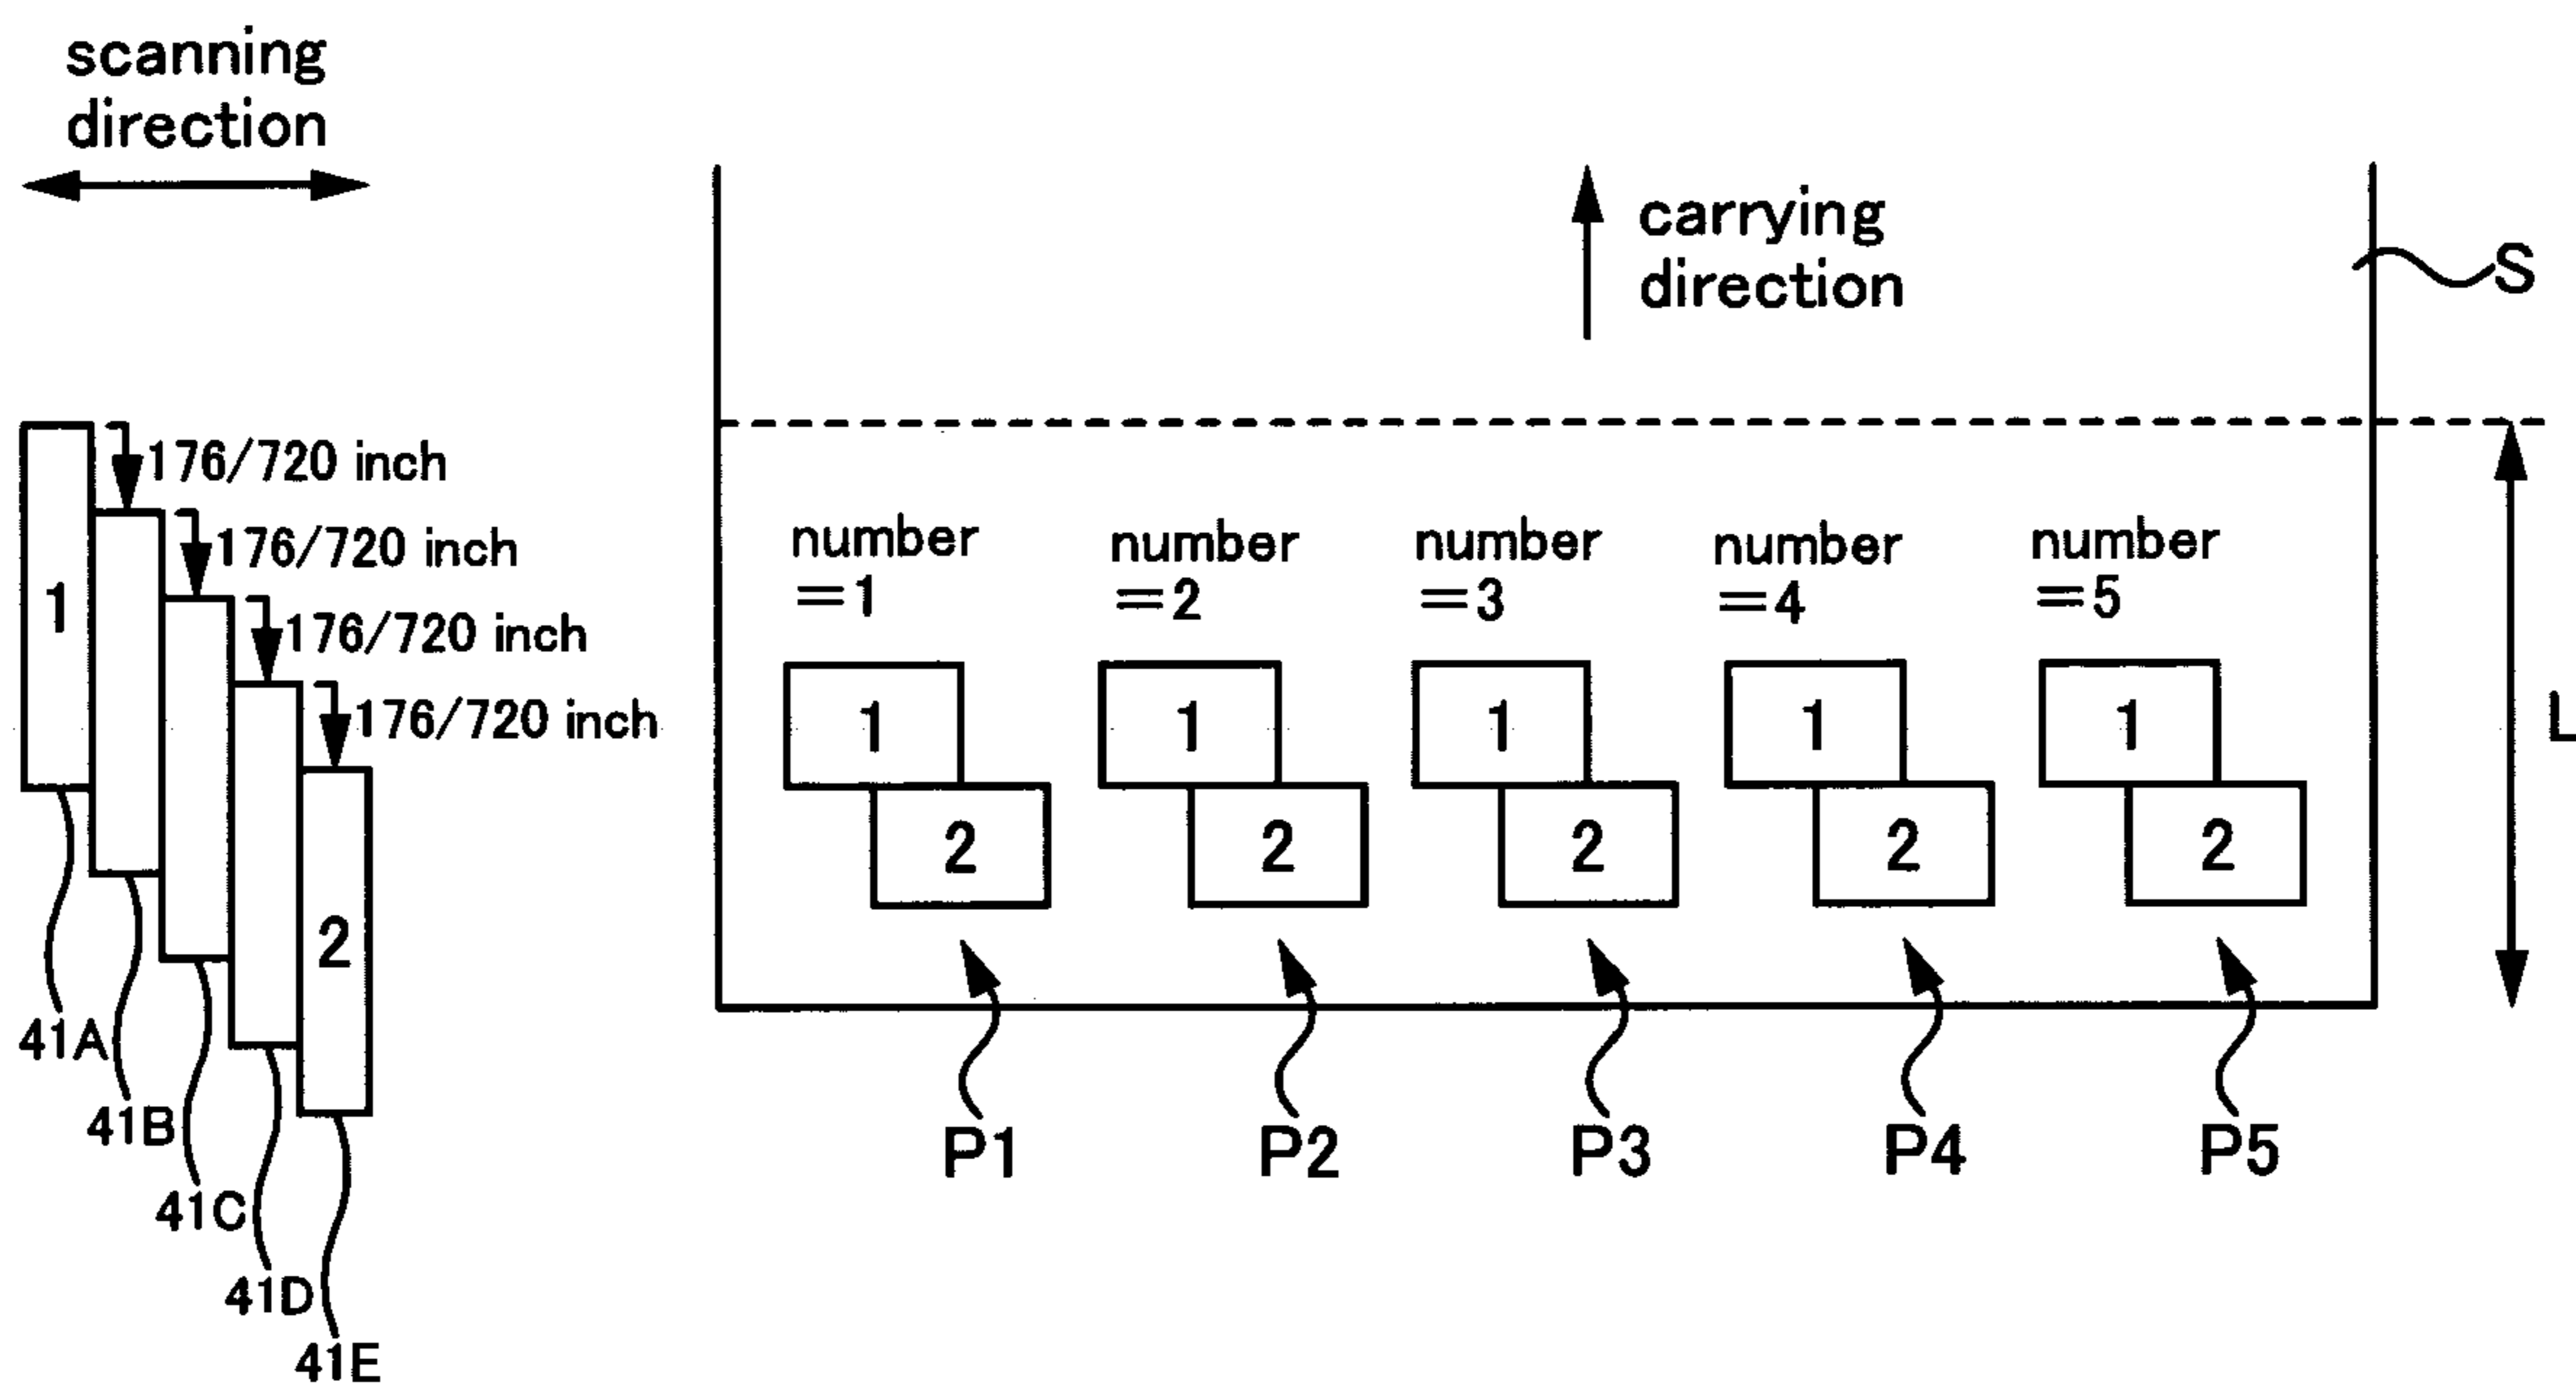 scanning
direction
carrying
direction
S
176/720 inch
176/720 inch
176/720 inch
176/720 inch
1
2
41A
41B
41C
41D
41E
number
=1
number
=2
number
=3
number
=4
number
=5
1
1
1
1
1
2
2
2
2
2
L
P1
P2
P3
P4
P5